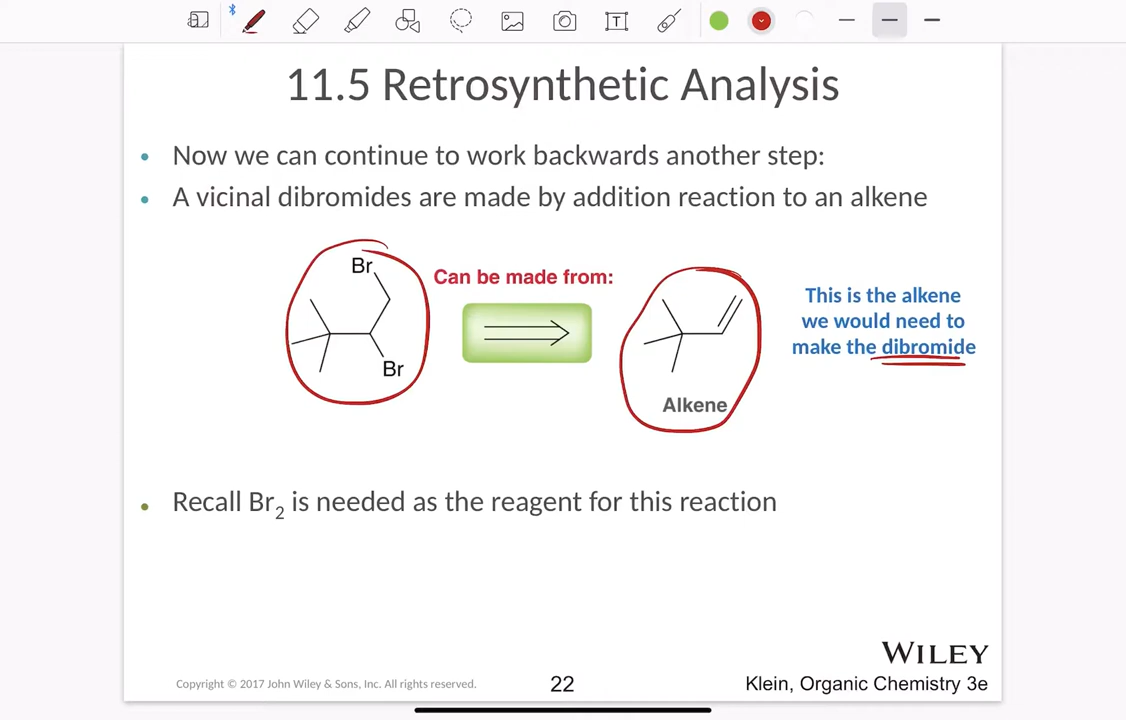 11.5 Retrosynthetic Analysis
• Now we can continue to work backwards another step:
• A vicinal dibromides are made by addition reaction to an alkene
Br
Br
Can be made from:
Alkene
This is the alkene
we would need to
make the dibromide
• Recall Br2 is needed as the reagent for this reaction
WILEY
Copyright © 2017 John Wiley & Sons, Inc. All rights reserved.
22
Klein, Organic Chemistry 3e
T